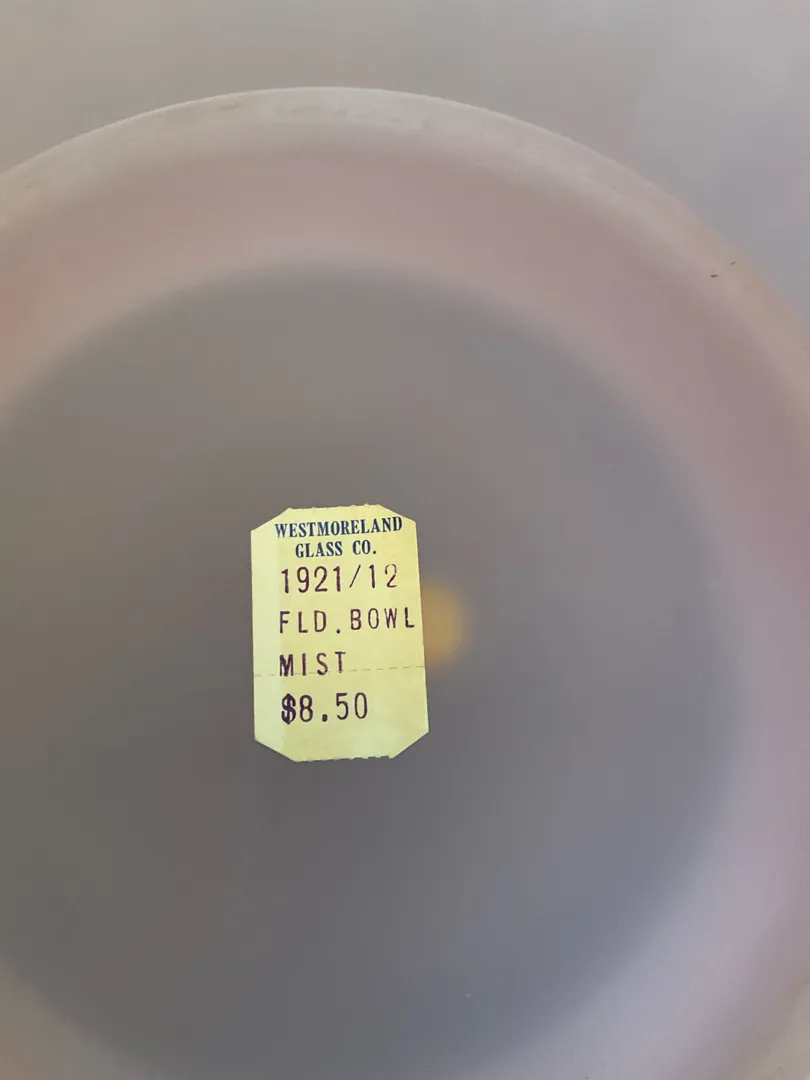 WESTMORELAND
GLASS CO.
1921/12
FLD.BOWL
MIST
$8.50